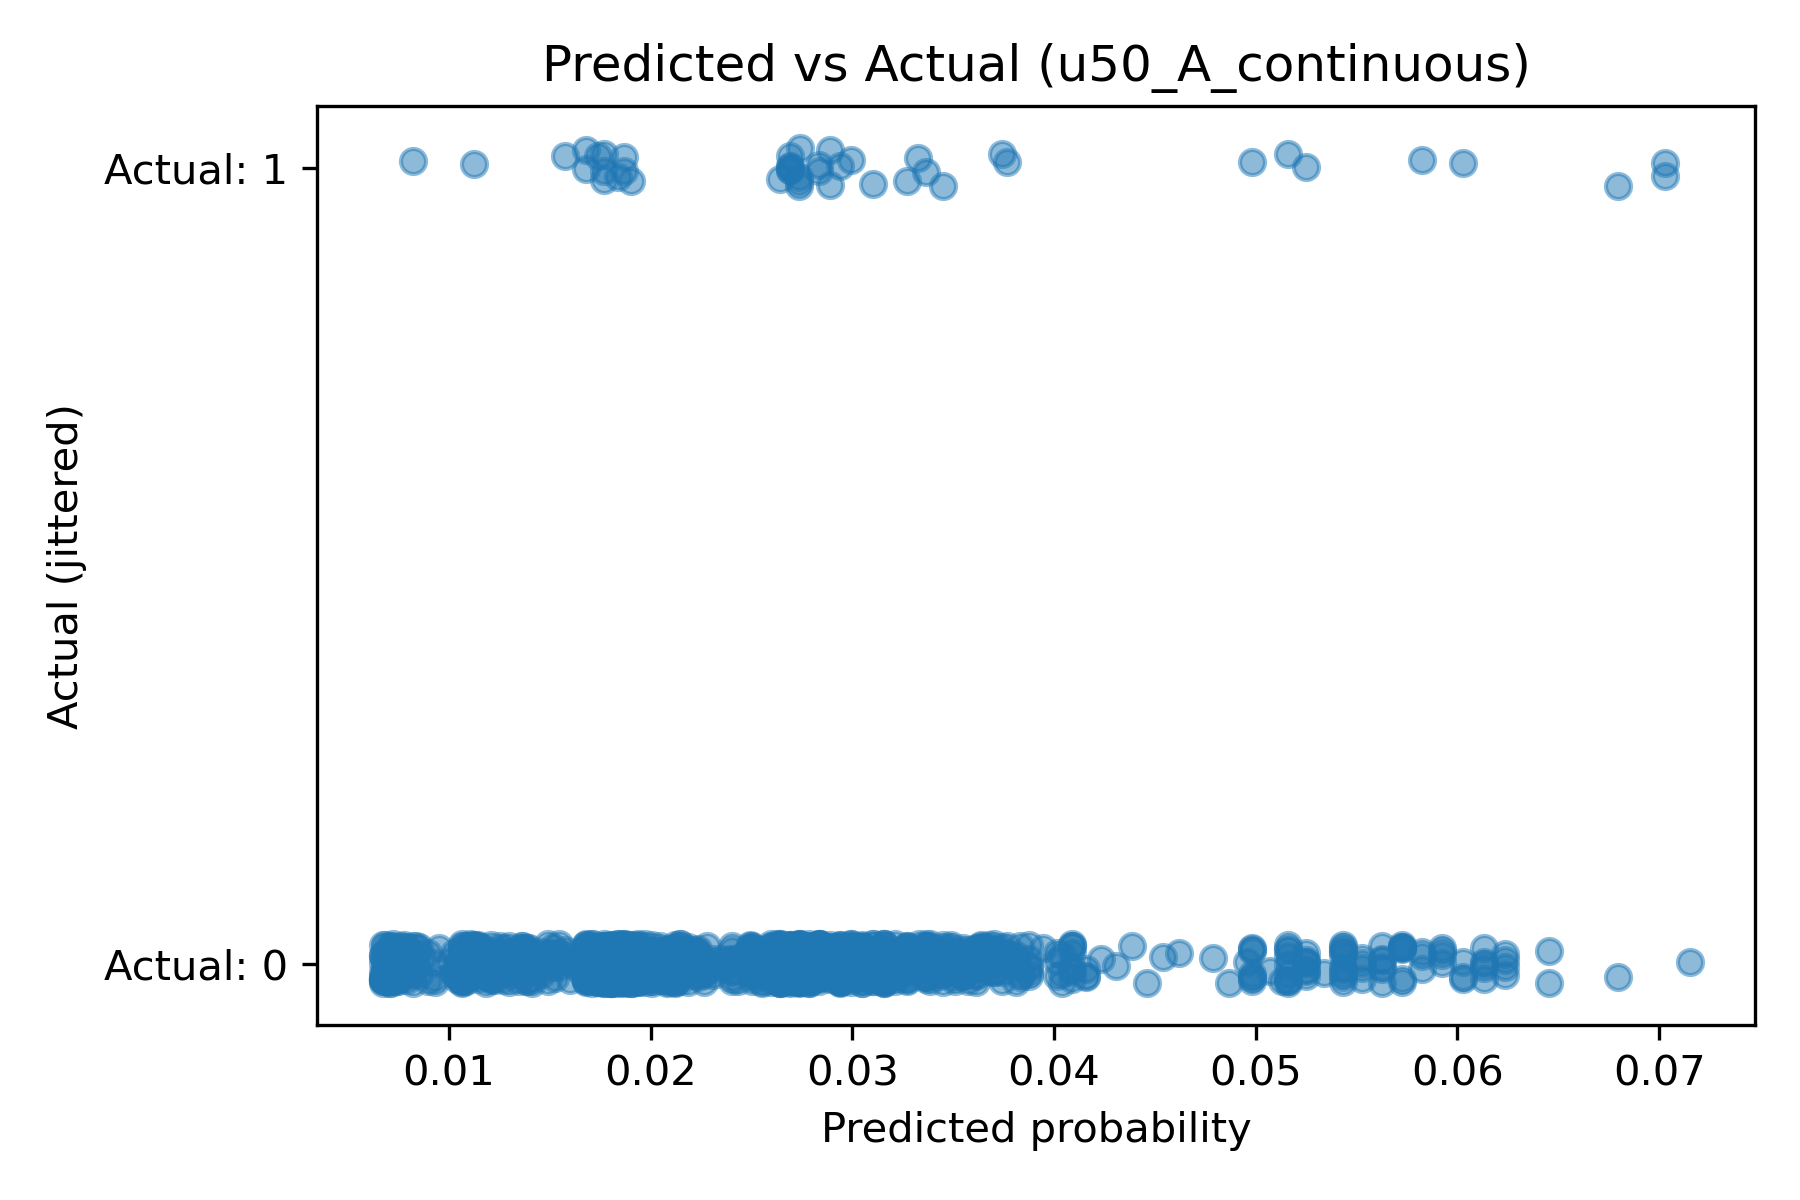 Predicted vs Actual (u50_A_continuous)
Actual: 1
Actual (jittered)
Actual: 0
0.01 0.02 0.03 0.04 0.05 0.06 0.07
Predicted probability